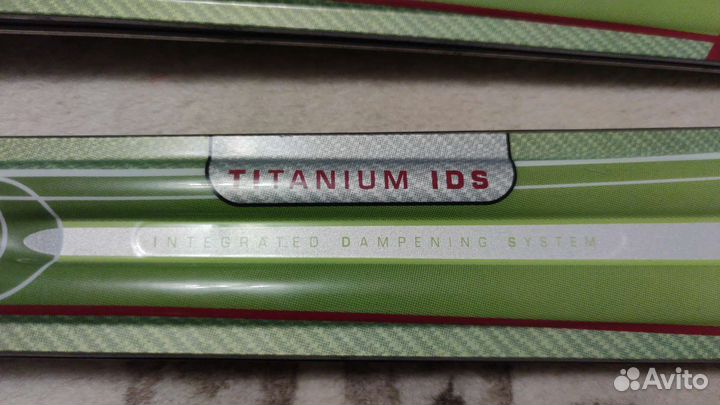 TITANIUM IDS
INTEGRATED DAMPENING SYSTEM
Avito